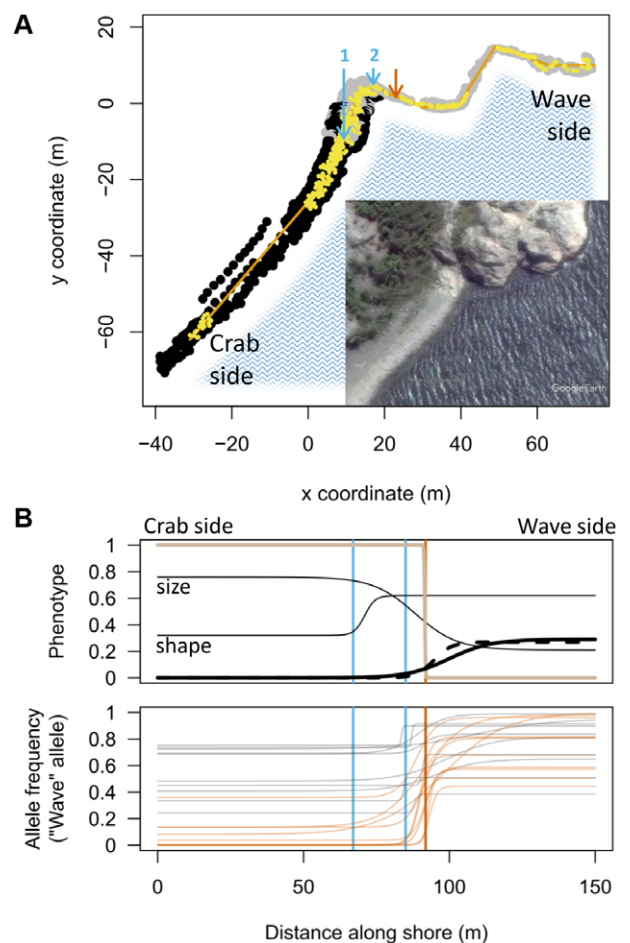 A
20
0
−20
−40
−60
y coordinate (m)
1 2
Wave
side
Crab
side
Google Earth
−40 −20 0 20 40 60
x coordinate (m)
B
Crab side Wave side
Phenotype
1
0.8
0.6
0.4
0.2
0
size
shape
Allele frequency
("Wave" allele)
1
0.8
0.6
0.4
0.2
0
0 50 100 150
Distance along shore (m)